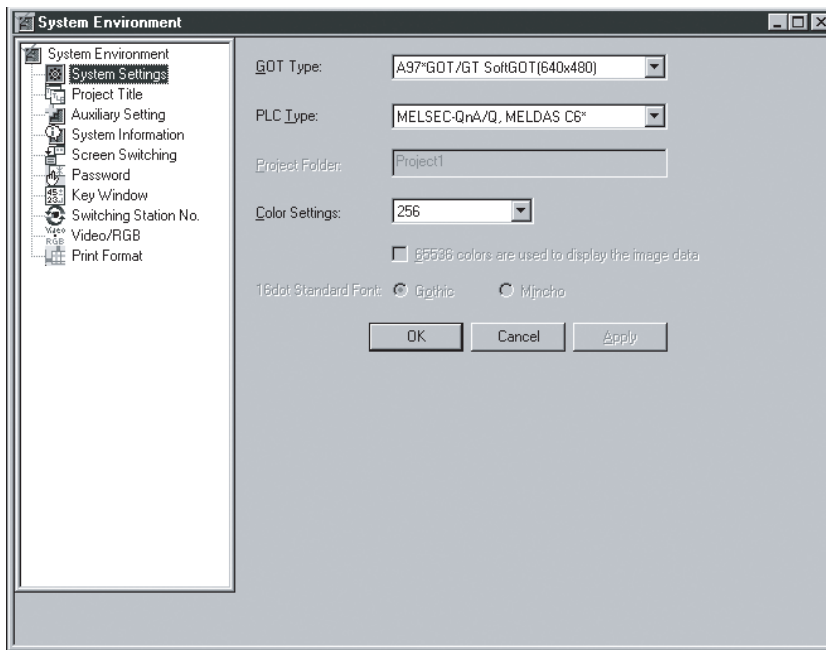 System Environment
System Environment
System Settings
Project Title
Auxiliary Setting
System Information
Screen Switching
Password
Key Window
Switching Station No.
Video/RGB
Print Format
GOT Type: A97*GOT/GT SoftGOT(640x480)
PLC Type: MELSEC-QnA/Q, MELDAS C6*
Project Folder: Project1
Color Settings: 256
65536 colors are used to display the image data
16dot Standard Font: Gothic Mincho
OK Cancel Apply